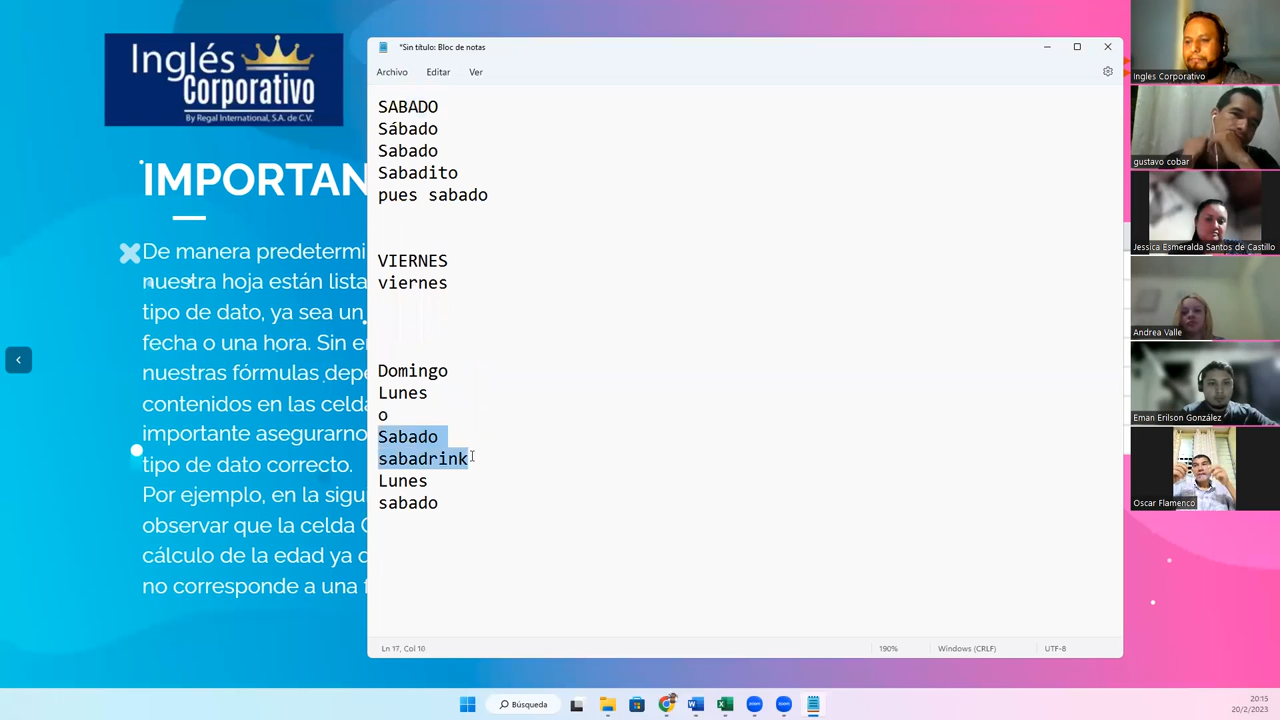 Inglés
Corporativo
By Regal International, S.A. de C.V.
IMPORTAN
De manera predetermi
nuestra hoja están lista
tipo de dato, ya sea un
fecha o una hora. Sin e
nuestras fórmulas depe
contenidos en las celda
importante asegurarno
tipo de dato correcto.
Por ejemplo, en la sigu
observar que la celda C
cálculo de la edad ya c
no corresponde a una f
*Sin título: Bloc de notas
Archivo Editar Ver
SABADO
Sábado
Sabado
Sabadito
pues sabado
VIERNES
viernes
Domingo
Lunes
o
Sabado
sabadrink
Lunes
sabado
Ln 17, Col 10 190% Windows (CRLF) UTF-8
Ingles Corporativo
gustavo cobar
Jessica Esmeralda Santos de Castillo
Andrea Valle
Eman Erilson González
Oscar Flamenco
Búsqueda
20:15
20/2/2023